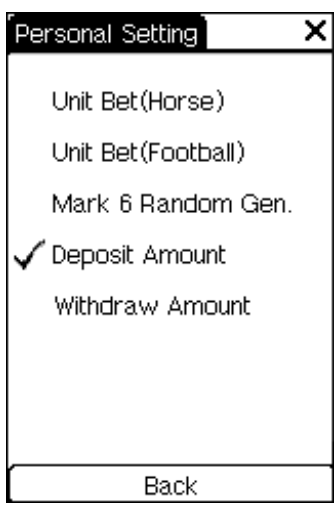 Personal Setting
Unit Bet(Horse)
Unit Bet(Football)
Mark 6 Random Gen.
Deposit Amount
Withdraw Amount
Back